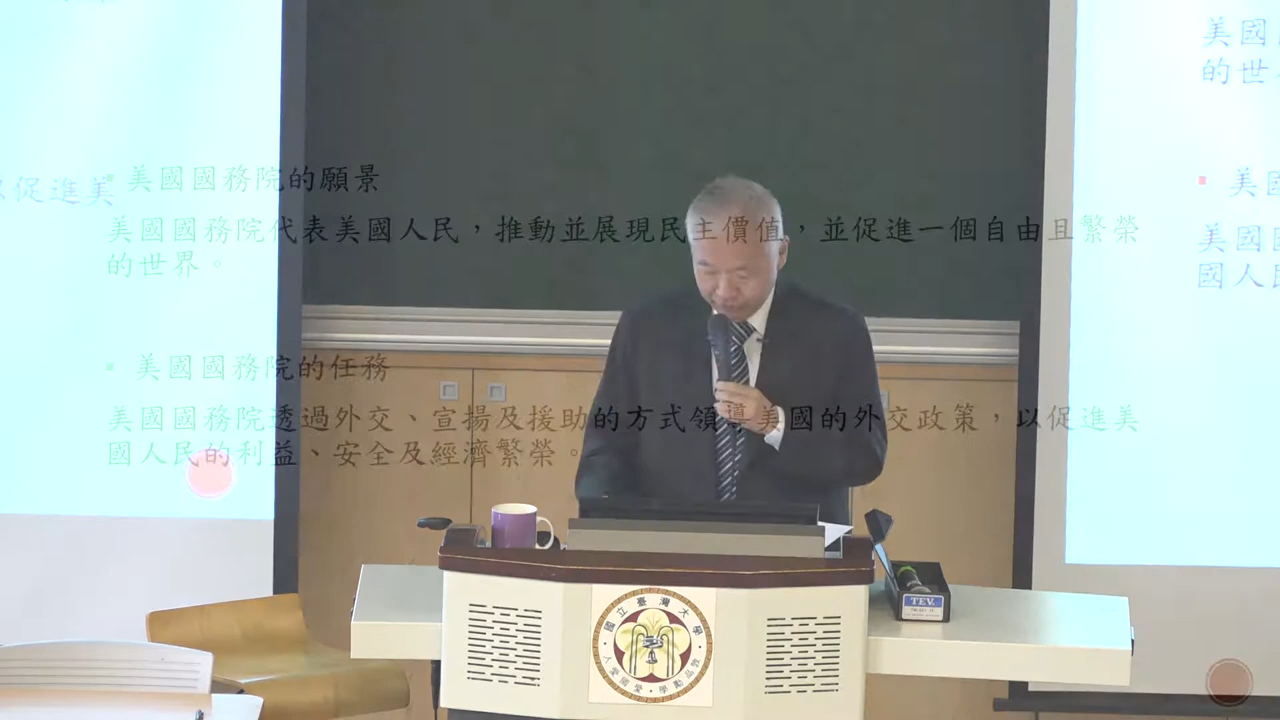 美國
的世
以促進美
美國國務院的願景
美國國務院代表美國人民，推動並展現民主價值，並促進一個自由且繁榮
的世界。
美國
美國
國人民
美國國務院的任務
美國國務院透過外交、宣揚及援助的方式領導美國的外交政策，以促進美
國人民的利益、安全及經濟繁榮。
TEV
國立臺灣大學